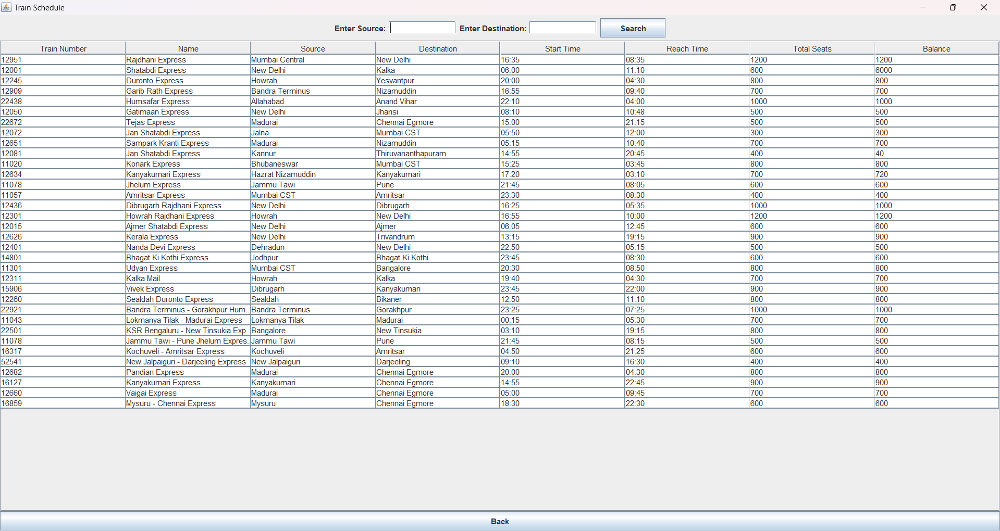 Train Schedule
Enter Source: Enter Destination: Search
Train Number Name Source Destination Start Time Reach Time Total Seats Balance
12951 Rajdhani Express Mumbai Central New Delhi 16:35 08:35 1200 1200
12001 Shatabdi Express New Delhi Kalka 06:00 11:10 600 6000
12245 Duronto Express Howrah Yesvantpur 20:00 04:30 800 800
12909 Garib Rath Express Bandra Terminus Nizamuddin 16:55 09:40 700 700
22438 Humsafar Express Allahabad Anand Vihar 22:10 04:00 1000 1000
12050 Gatimaan Express New Delhi Jhansi 08:10 10:48 500 500
22672 Tejas Express Madurai Chennai Egmore 15:00 21:15 500 500
12072 Jan Shatabdi Express Jalna Mumbai CST 05:50 12:00 300 300
12651 Sampark Kranti Express Madurai Nizamuddin 05:15 10:40 700 700
12081 Jan Shatabdi Express Kannur Thiruvananthapuram 14:55 20:45 400 40
11020 Konark Express Bhubaneswar Mumbai CST 15:25 03:45 800 800
12634 Kanyakumari Express Hazrat Nizamuddin Kanyakumari 17:20 03:10 700 720
11078 Jhelum Express Jammu Tawi Pune 21:45 08:05 600 600
11057 Amritsar Express Mumbai CST Amritsar 23:30 08:30 400 400
12436 Dibrugarh Rajdhani Express New Delhi Dibrugarh 16:25 05:35 1000 1000
12301 Howrah Rajdhani Express Howrah New Delhi 16:55 10:00 1200 1200
12015 Ajmer Shatabdi Express New Delhi Ajmer 06:05 12:45 600 600
12626 Kerala Express New Delhi Trivandrum 13:15 19:15 900 900
12401 Nanda Devi Express Dehradun New Delhi 22:50 05:15 500 500
14801 Bhagat Ki Kothi Express Jodhpur Bhagat Ki Kothi 23:45 08:30 600 600
11301 Udyan Express Mumbai CST Bangalore 20:30 08:50 800 800
12311 Kalka Mail Howrah Kalka 19:40 04:30 700 700
15906 Vivek Express Dibrugarh Kanyakumari 23:45 22:00 900 900
12260 Sealdah Duronto Express Sealdah Bikaner 12:50 11:10 800 800
22921 Bandra Terminus - Gorakhpur Hum... Bandra Terminus Gorakhpur 23:25 07:25 1000 1000
11043 Lokmanya Tilak - Madurai Express Lokmanya Tilak Madurai 00:15 05:30 700 700
22501 KSR Bengaluru - New Tinsukia Exp... Bangalore New Tinsukia 03:10 19:15 800 800
11078 Jammu Tawi - Pune Jhelum Expres... Jammu Tawi Pune 21:45 08:15 500 500
16317 Kochuveli - Amritsar Express Kochuveli Amritsar 04:50 21:25 600 600
52541 New Jalpaiguri - Darjeeling Express New Jalpaiguri Darjeeling 09:10 16:30 400 400
12682 Pandian Express Madurai Chennai Egmore 20:00 04:30 800 800
16127 Kanyakumari Express Kanyakumari Chennai Egmore 14:55 22:45 900 900
12660 Vaigai Express Madurai Chennai Egmore 05:00 09:45 700 700
16859 Mysuru - Chennai Express Mysuru Chennai Egmore 18:30 22:30 600 600
Back